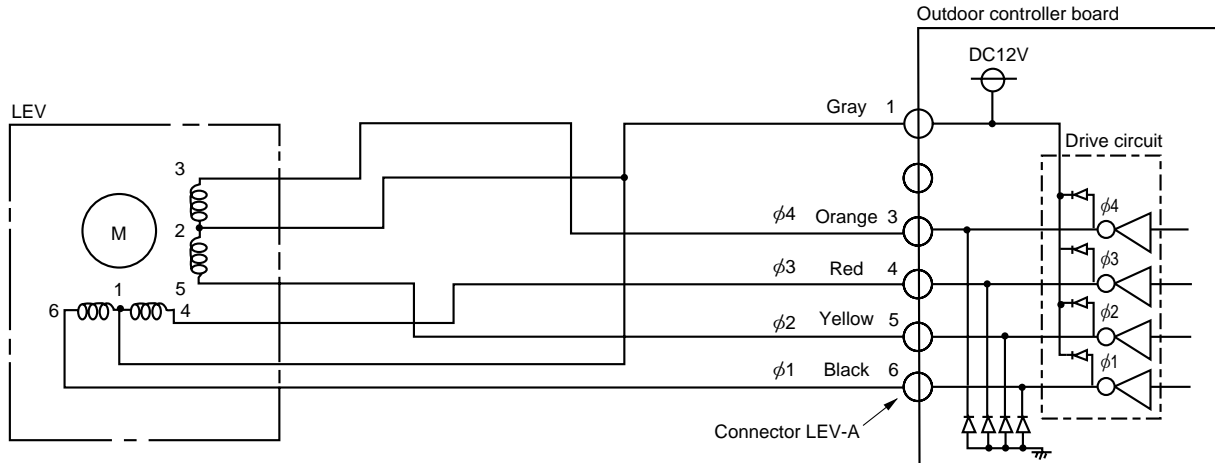 Outdoor controller board
DC12V
LEV
Gray 1
Drive circuit
3
M
2
ϕ4 Orange 3
ϕ4
ϕ3 Red 4
ϕ3
5
1
6
4
ϕ2 Yellow 5
ϕ2
ϕ1 Black 6
ϕ1
Connector LEV-A